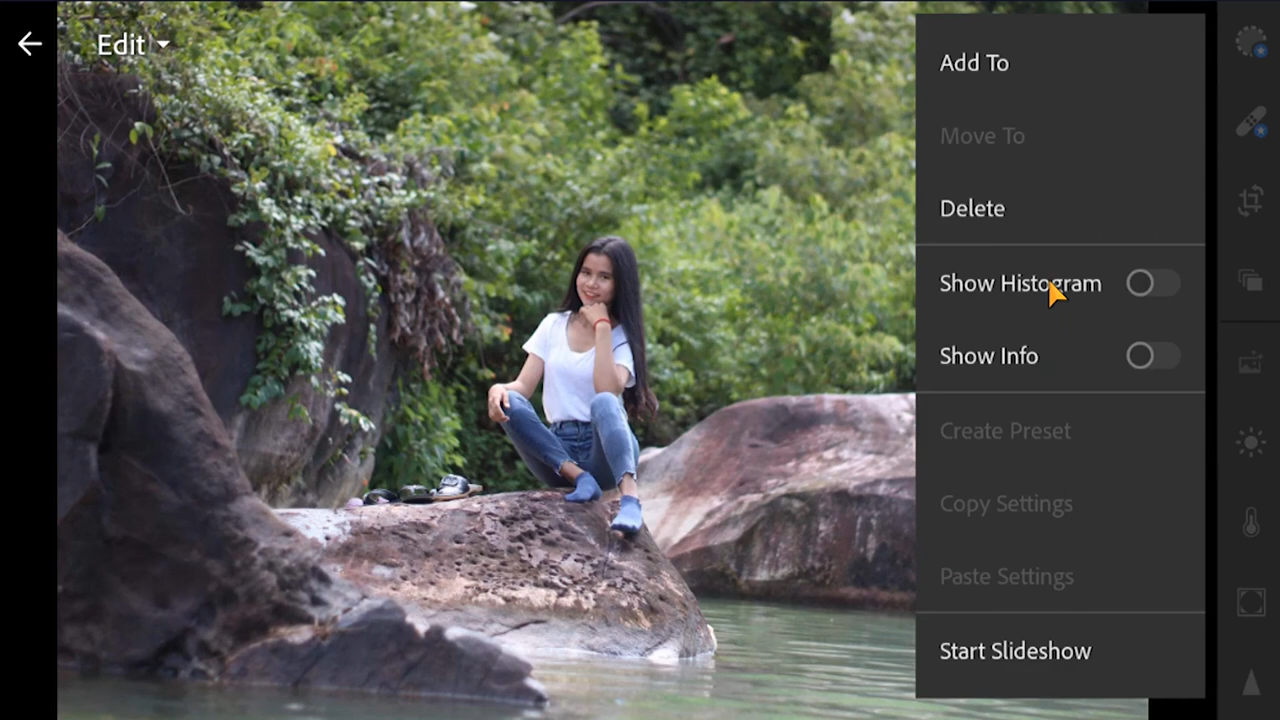 Edit
Add To
Move To
Delete
Show Histogram
Show Info
Create Preset
Copy Settings
Paste Settings
Start Slideshow